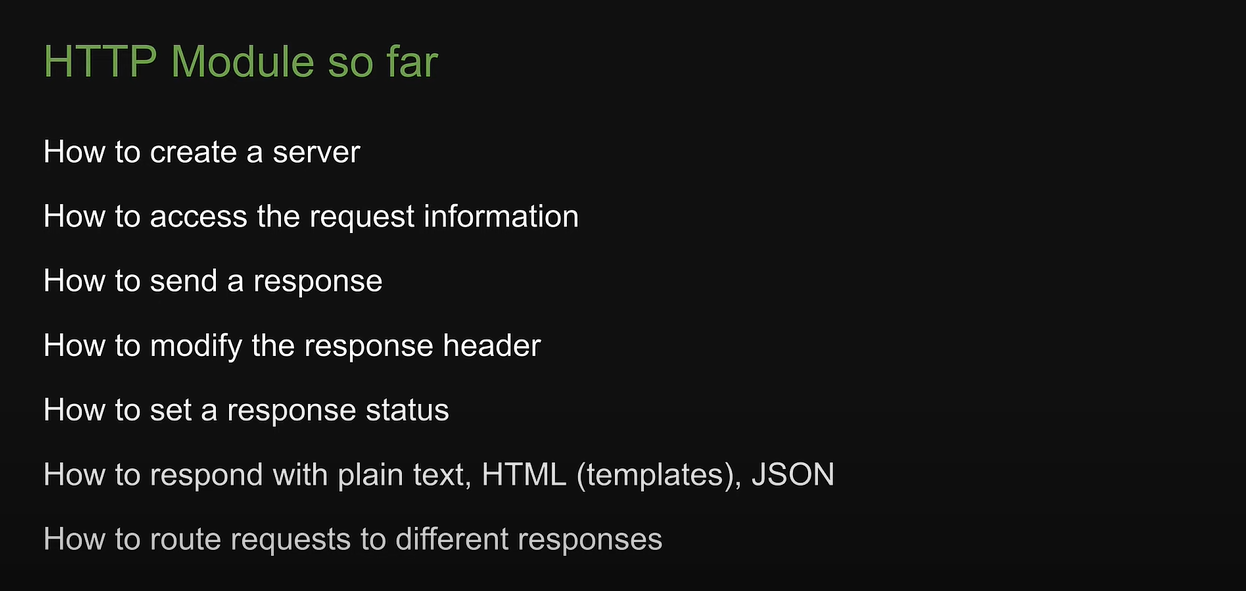 HTTP Module so far
How to create a server
How to access the request information
How to send a response
How to modify the response header
How to set a response status
How to respond with plain text, HTML (templates), JSON
How to route requests to different responses